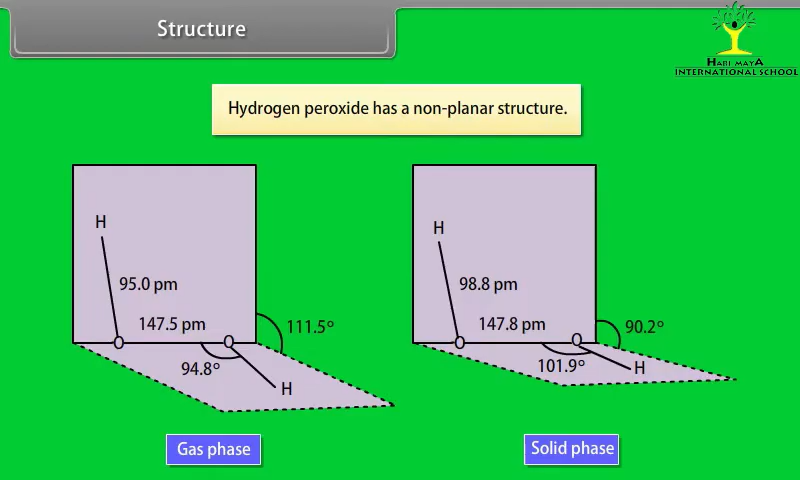 Structure
HARI MAYA
INTERNATIONAL SCHOOL
Hydrogen peroxide has a non-planar structure.
H
95.0 pm
147.5 pm
O
O
94.8°
111.5°
H
Gas phase
H
98.8 pm
147.8 pm
O
O
101.9°
90.2°
H
Solid phase